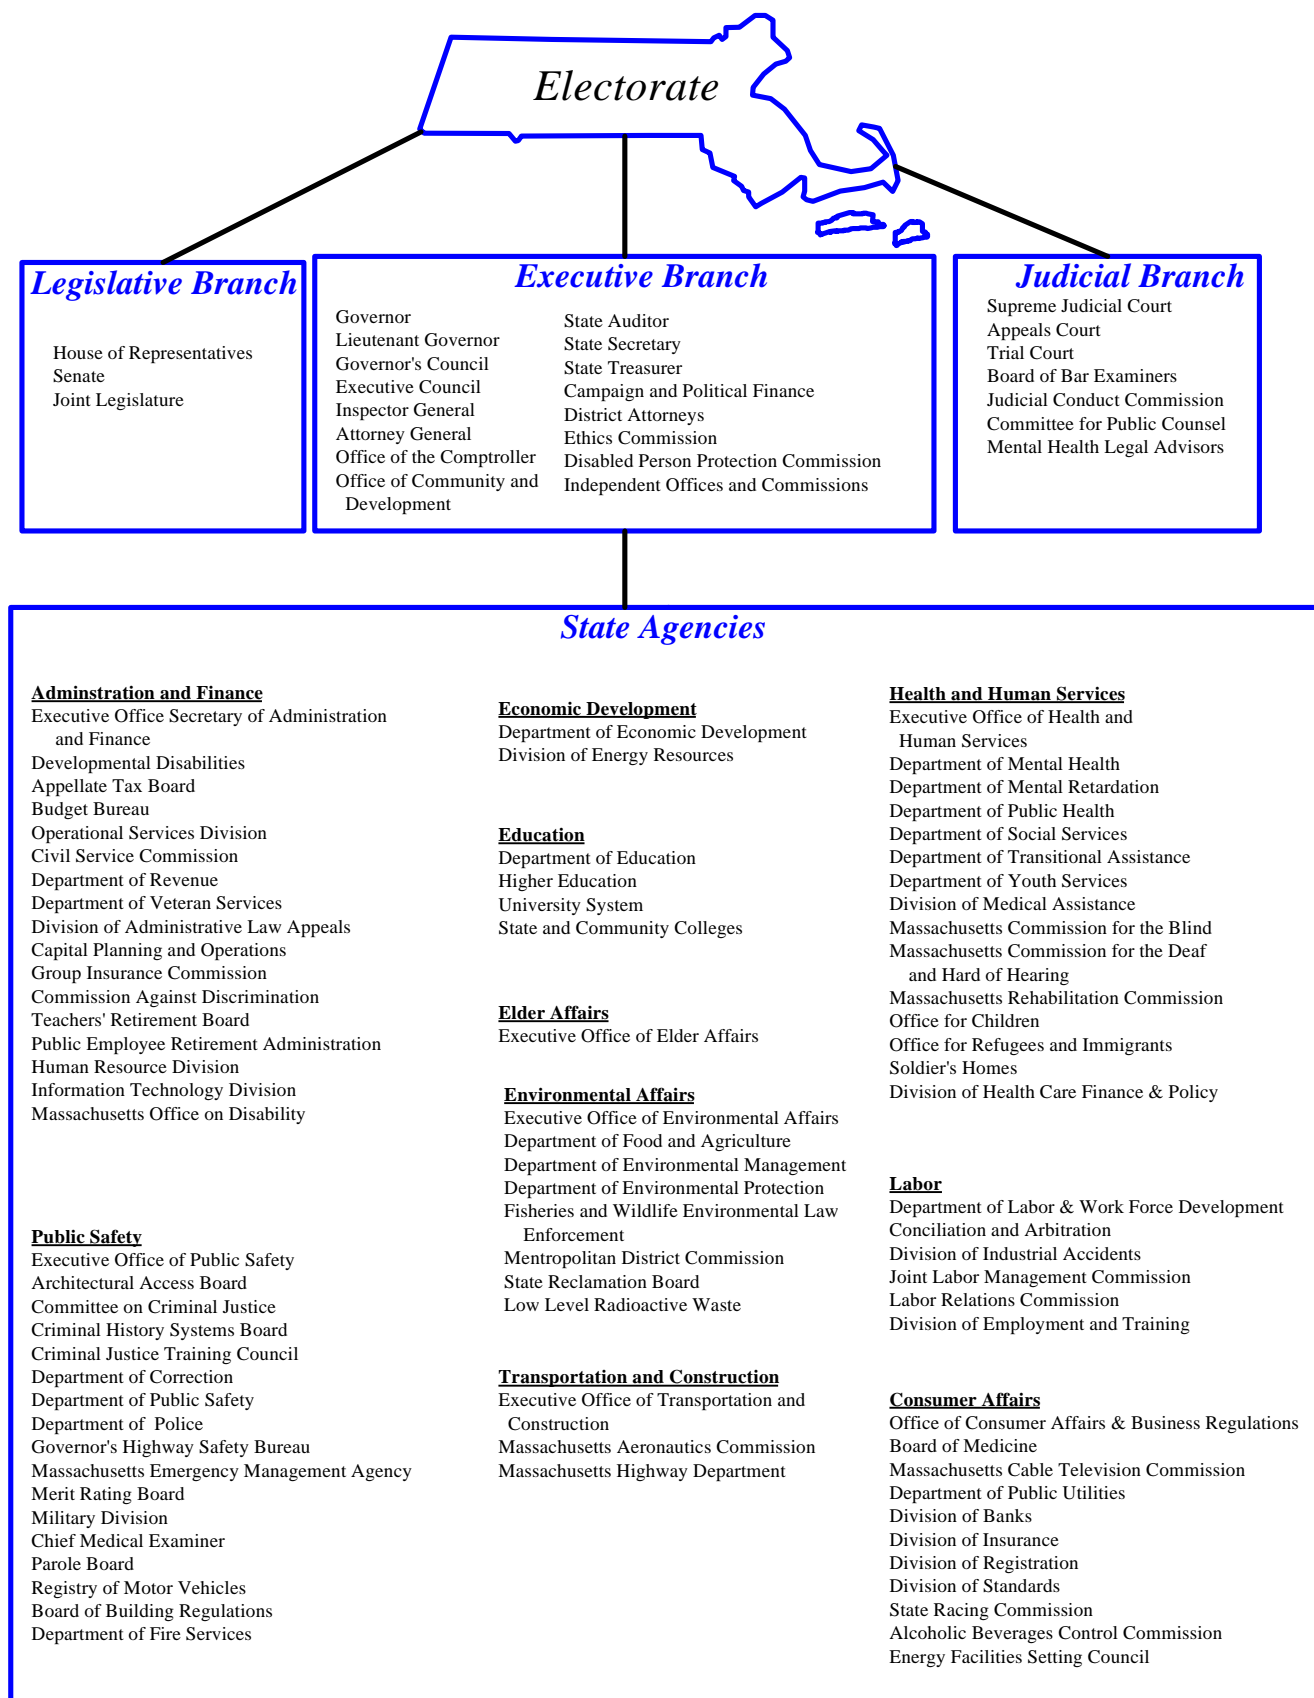 Electorate
Legislative Branch
House of Representatives
Senate
Joint Legislature
Executive Branch
Governor
Lieutenant Governor
Governor's Council
Executive Council
Inspector General
Attorney General
Office of the Comptroller
Office of Community and
Development
State Auditor
State Secretary
State Treasurer
Campaign and Political Finance
District Attorneys
Ethics Commission
Disabled Person Protection Commission
Independent Offices and Commissions
Judicial Branch
Supreme Judicial Court
Appeals Court
Trial Court
Board of Bar Examiners
Judicial Conduct Commission
Committee for Public Counsel
Mental Health Legal Advisors
State Agencies
Adminstration and Finance
Executive Office Secretary of Administration
and Finance
Developmental Disabilities
Appellate Tax Board
Budget Bureau
Operational Services Division
Civil Service Commission
Department of Revenue
Department of Veteran Services
Division of Administrative Law Appeals
Capital Planning and Operations
Group Insurance Commission
Commission Against Discrimination
Teachers' Retirement Board
Public Employee Retirement Administration
Human Resource Division
Information Technology Division
Massachusetts Office on Disability
Public Safety
Executive Office of Public Safety
Architectural Access Board
Committee on Criminal Justice
Criminal History Systems Board
Criminal Justice Training Council
Department of Correction
Department of Public Safety
Department of  Police
Governor's Highway Safety Bureau
Massachusetts Emergency Management Agency
Merit Rating Board
Military Division
Chief Medical Examiner
Parole Board
Registry of Motor Vehicles
Board of Building Regulations
Department of Fire Services
Economic Development
Department of Economic Development
Division of Energy Resources
Education
Department of Education
Higher Education
University System
State and Community Colleges
Elder Affairs
Executive Office of Elder Affairs
Environmental Affairs
Executive Office of Environmental Affairs
Department of Food and Agriculture
Department of Environmental Management
Department of Environmental Protection
Fisheries and Wildlife Environmental Law
Enforcement
Mentropolitan District Commission
State Reclamation Board
Low Level Radioactive Waste
Transportation and Construction
Executive Office of Transportation and
Construction
Massachusetts Aeronautics Commission
Massachusetts Highway Department
Health and Human Services
Executive Office of Health and
Human Services
Department of Mental Health
Department of Mental Retardation
Department of Public Health
Department of Social Services
Department of Transitional Assistance
Department of Youth Services
Division of Medical Assistance
Massachusetts Commission for the Blind
Massachusetts Commission for the Deaf
and Hard of Hearing
Massachusetts Rehabilitation Commission
Office for Children
Office for Refugees and Immigrants
Soldier's Homes
Division of Health Care Finance & Policy
Labor
Department of Labor & Work Force Development
Conciliation and Arbitration
Division of Industrial Accidents
Joint Labor Management Commission
Labor Relations Commission
Division of Employment and Training
Consumer Affairs
Office of Consumer Affairs & Business Regulations
Board of Medicine
Massachusetts Cable Television Commission
Department of Public Utilities
Division of Banks
Division of Insurance
Division of Registration
Division of Standards
State Racing Commission
Alcoholic Beverages Control Commission
Energy Facilities Setting Council